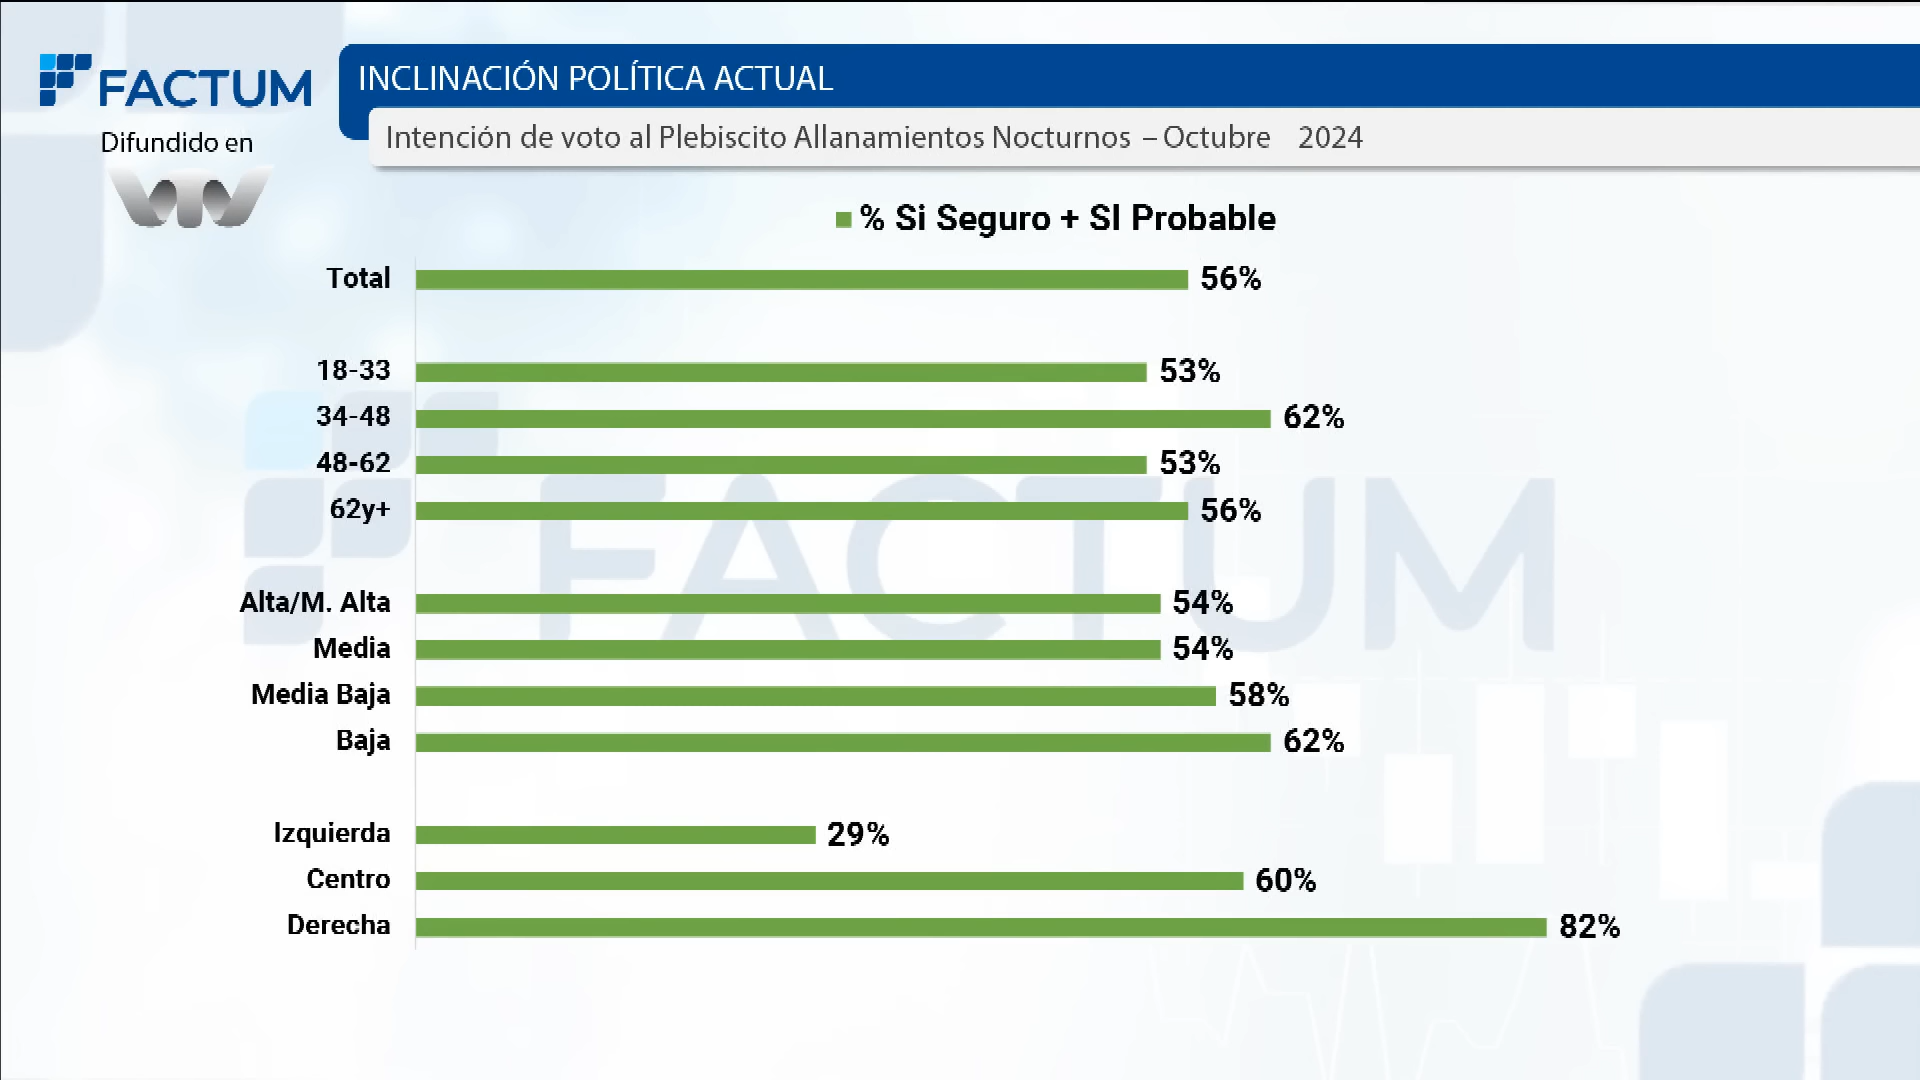 FACTUM
Difundido en
VTV
INCLINACIÓN POLÍTICA ACTUAL
Intención de voto al Plebiscito Allanamientos Nocturnos – Octubre 2024
% Si Seguro + SI Probable
Total 56%
18-33 53%
34-48 62%
48-62 53%
62y+ 56%
Alta/M. Alta 54%
Media 54%
Media Baja 58%
Baja 62%
Izquierda 29%
Centro 60%
Derecha 82%
FACTUM